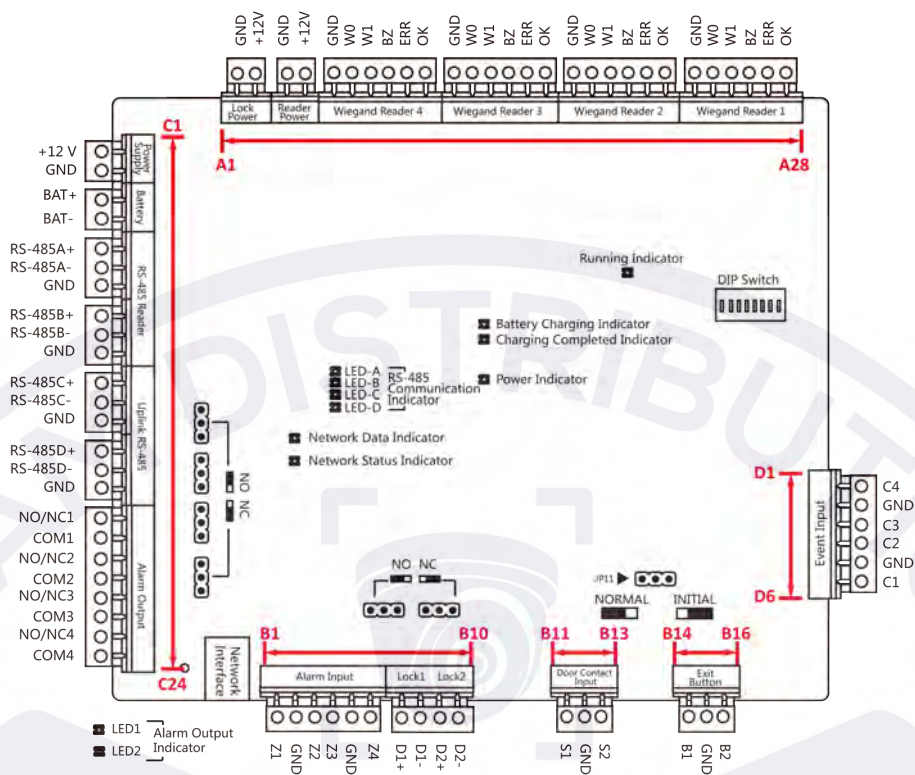 GND +12V GND +12V GND W0 W1 BZ ERR OK GND W0 W1 BZ ERR OK GND W0 W1 BZ ERR OK GND W0 W1 BZ ERR OK
Lock Power
Reader Power
Wiegand Reader 4
Wiegand Reader 3
Wiegand Reader 2
Wiegand Reader 1
A1
A28
C1
+12 V
GND
Power Supply
BAT+
BAT-
Battery
RS-485A+
RS-485A-
GND
RS-485B+
RS-485B-
GND
RS-485 Reader
RS-485C+
RS-485C-
GND
RS-485D+
RS-485D-
GND
Uplink RS-485
NO/NC1
COM1
NO/NC2
COM2
NO/NC3
COM3
NO/NC4
COM4
Alarm Output
C24
Running Indicator
DIP Switch
Battery Charging Indicator
Charging Completed Indicator
Power Indicator
LED-A
LED-B
LED-C
LED-D
RS-485
Communication
Indicator
Network Data Indicator
Network Status Indicator
NO
NC
NO NC
JP11
NORMAL
INITIAL
D1
D6
Event Input
C4
GND
C3
C2
GND
C1
Network
Interface
B1
B10
B11
B13
B14
B16
Alarm Input
Lock1
Lock2
Door Contact
Input
Exit
Button
Z1 GND Z2 Z3 GND Z4 D1+ D1- D2+ D2-
S1 GND S2
B1 GND B2
LED1
LED2
Alarm Output
Indicator
DISTRIBUT